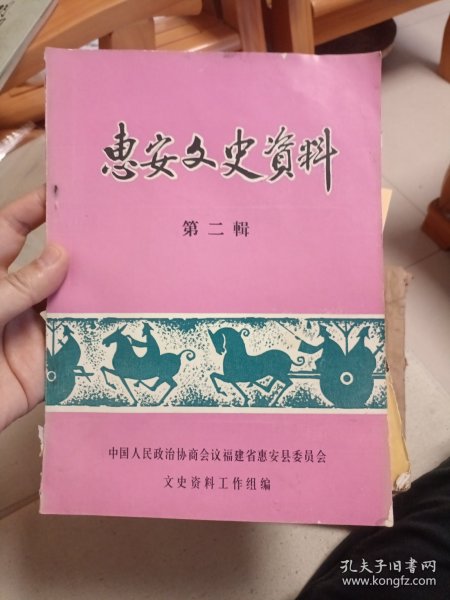 惠安文史資料
第二輯
中国人民政治协商会议福建省惠安县委员会
文史资料工作组编
孔夫子旧书网
www.kongfz.com